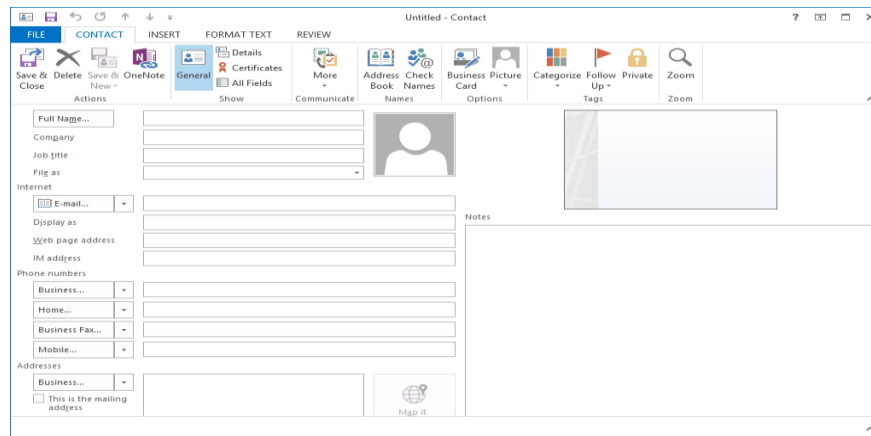 Untitled - Contact
FILE CONTACT INSERT FORMAT TEXT REVIEW
Save & Close
Delete
Save & New
OneNote
Actions
General
Details
Certificates
All Fields
Show
More
Communicate
Address Book
Check Names
Names
Business Card
Picture
Options
Categorize
Follow Up
Private
Tags
Zoom
Zoom
Full Name...
Company
Job title
File as
Internet
E-mail...
Display as
Web page address
IM address
Phone numbers
Business...
Home...
Business Fax...
Mobile...
Addresses
Business...
This is the mailing
address
Map It
Notes